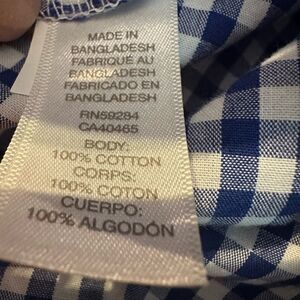 MADE IN
BANGLADESH
FABRIQUÉ AU
BANGLADESH
FABRICADO EN
BANGLADESH
RN59284
CA40465
BODY:
100% COTTON
CORPS:
100% COTON
CUERPO:
100% ALGODÓN